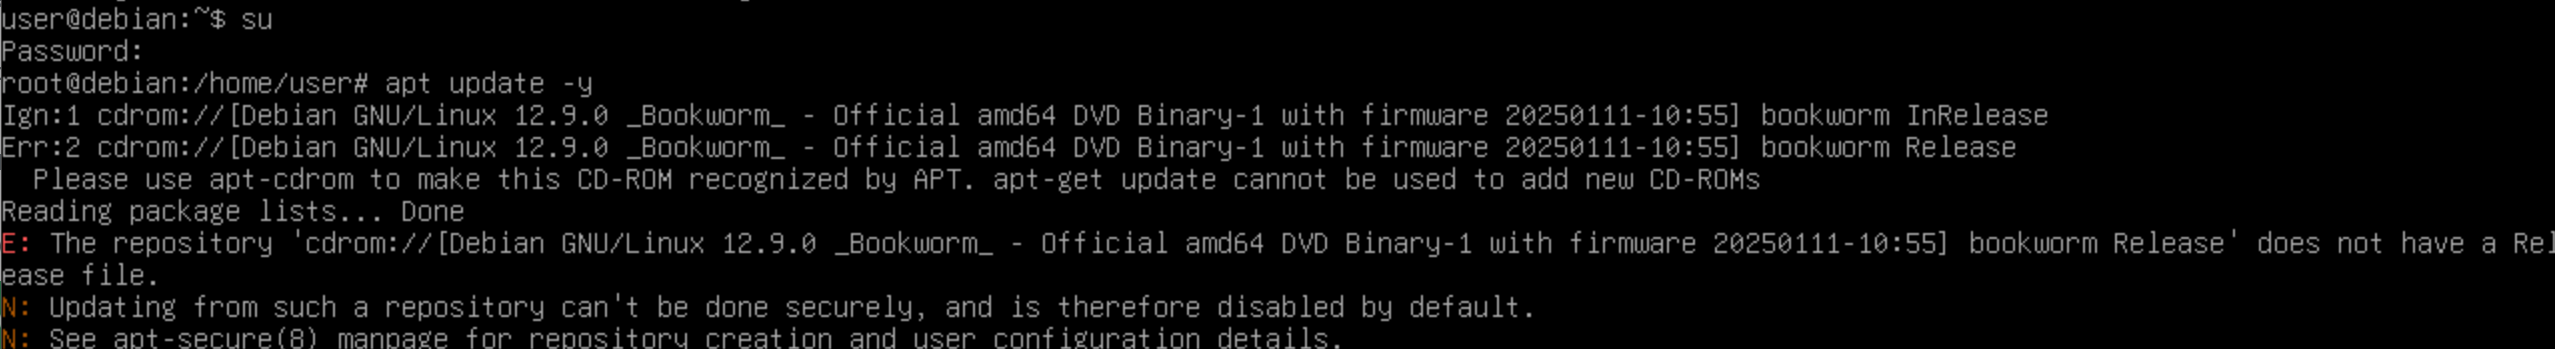 user@debian:~$ su
Password:
root@debian:/home/user# apt update -y
Ign:1 cdrom://[Debian GNU/Linux 12.9.0 _Bookworm_ - Official amd64 DVD Binary-1 with firmware 20250111-10:55] bookworm InRelease
Err:2 cdrom://[Debian GNU/Linux 12.9.0 _Bookworm_ - Official amd64 DVD Binary-1 with firmware 20250111-10:55] bookworm Release
  Please use apt-cdrom to make this CD-ROM recognized by APT. apt-get update cannot be used to add new CD-ROMs
Reading package lists... Done
E: The repository 'cdrom://[Debian GNU/Linux 12.9.0 _Bookworm_ - Official amd64 DVD Binary-1 with firmware 20250111-10:55] bookworm Release' does not have a Rel
ease file.
N: Updating from such a repository can't be done securely, and is therefore disabled by default.
N: See apt-secure(8) manpage for repository creation and user configuration details.